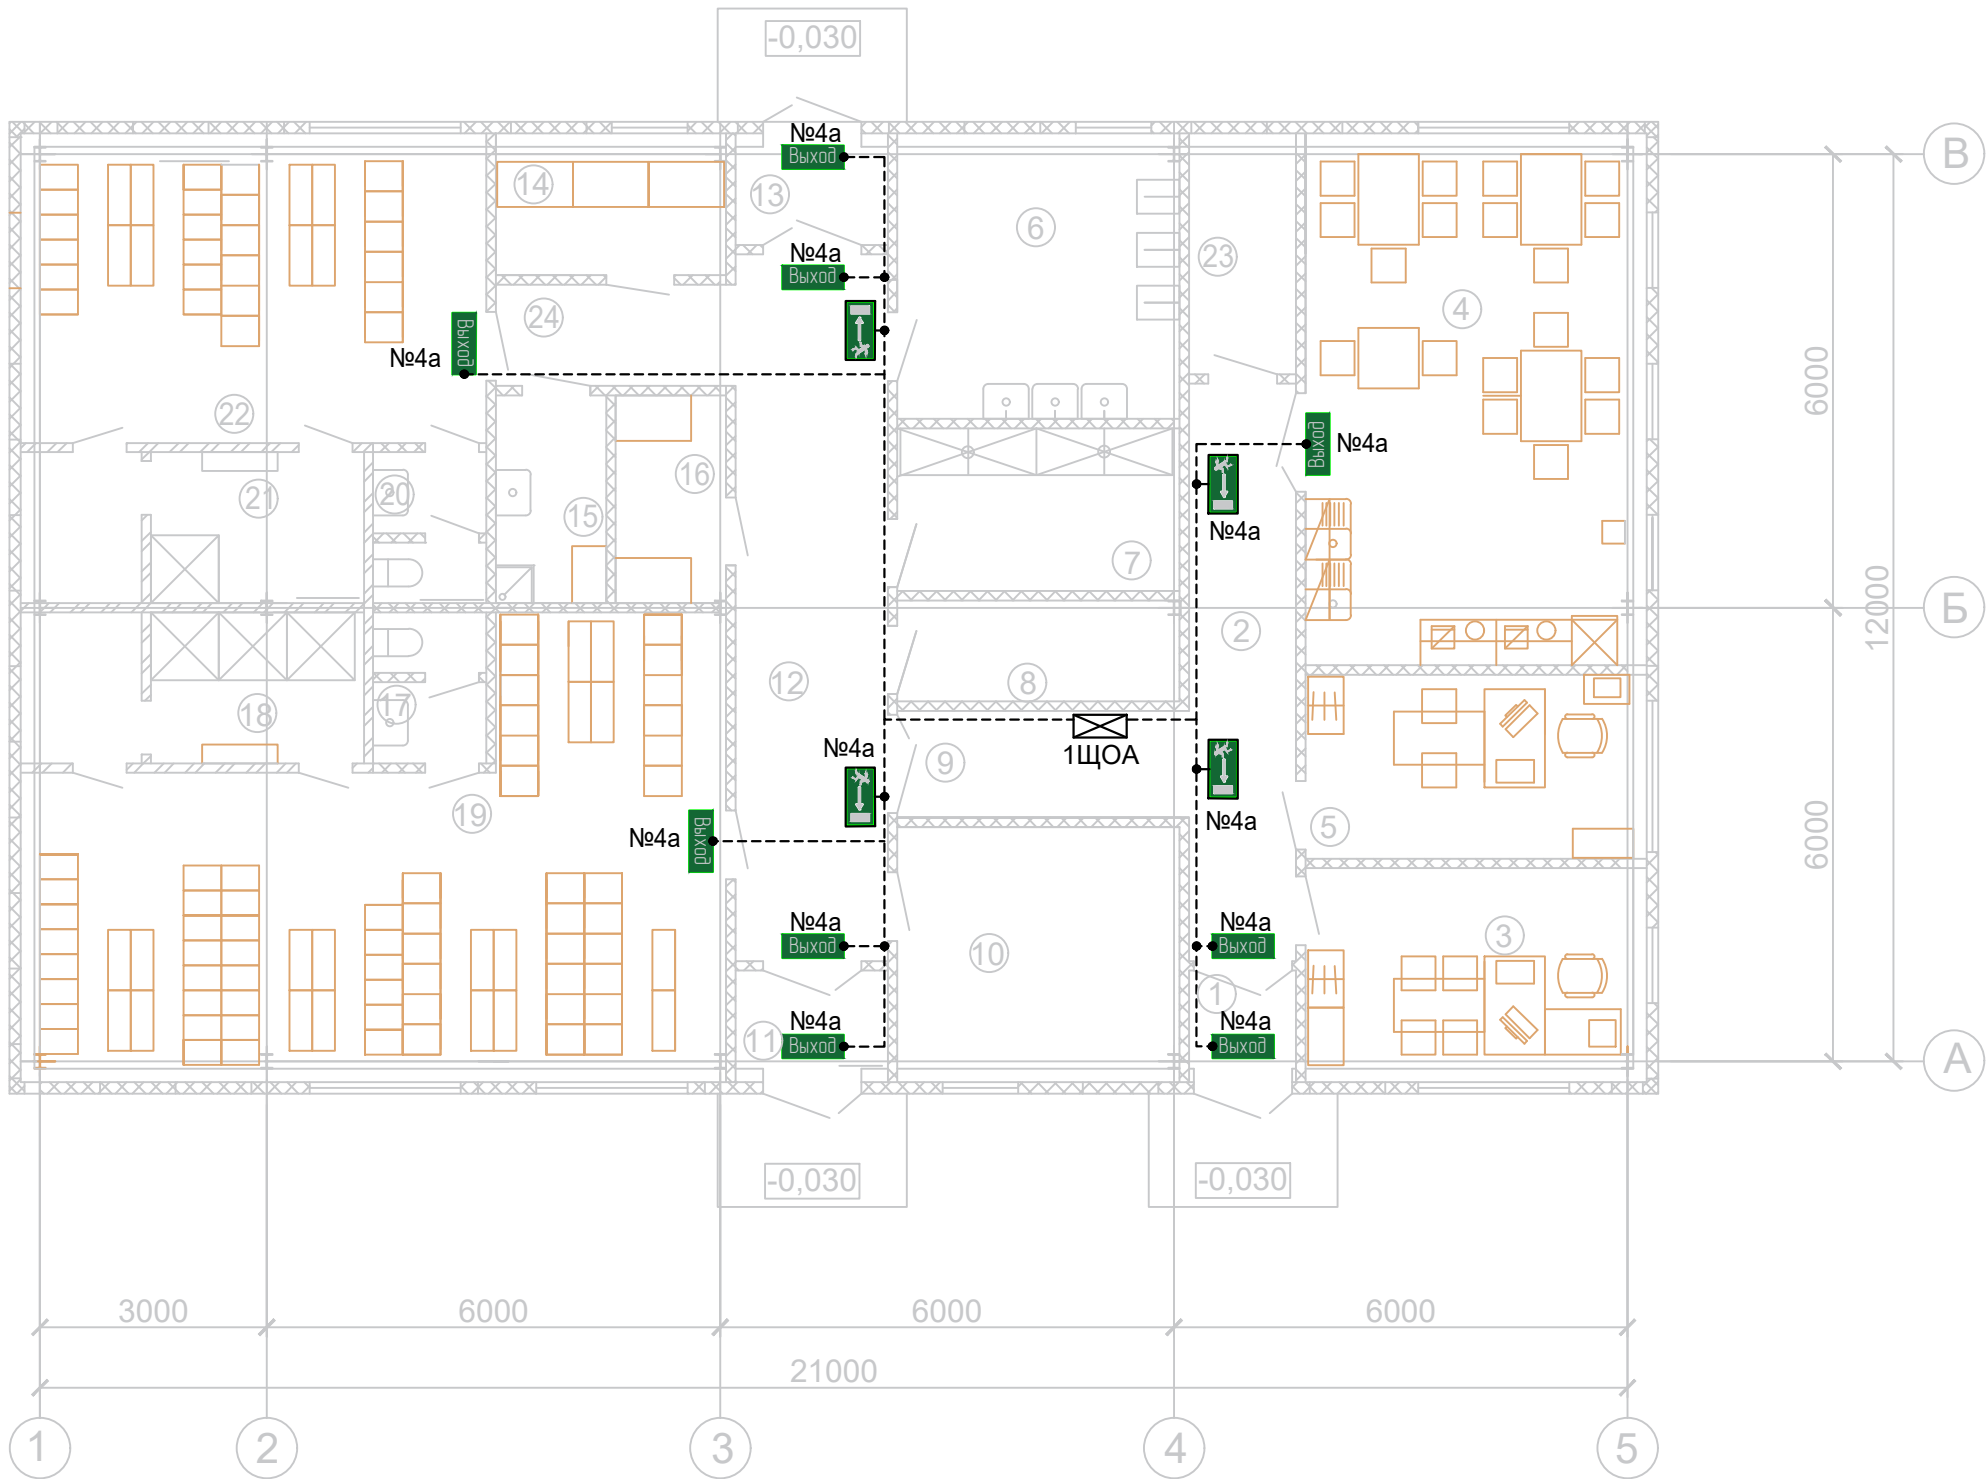 -0,030
№4а
Выход
В
14
13
6
23
№4а
Выход
24
4
Выход
№4а
6000
22
Выход
№4а
21
20
16
15
№4а
7
12000
Б
2
12
8
17
18
№4а
1ЩОА
9
№4а
19
Выход
№4а
5
6000
№4а
Выход
№4а
Выход
10
3
1
№4а
Выход
11
№4а
Выход
А
-0,030
-0,030
3000
6000
6000
6000
21000
1
2
3
4
5